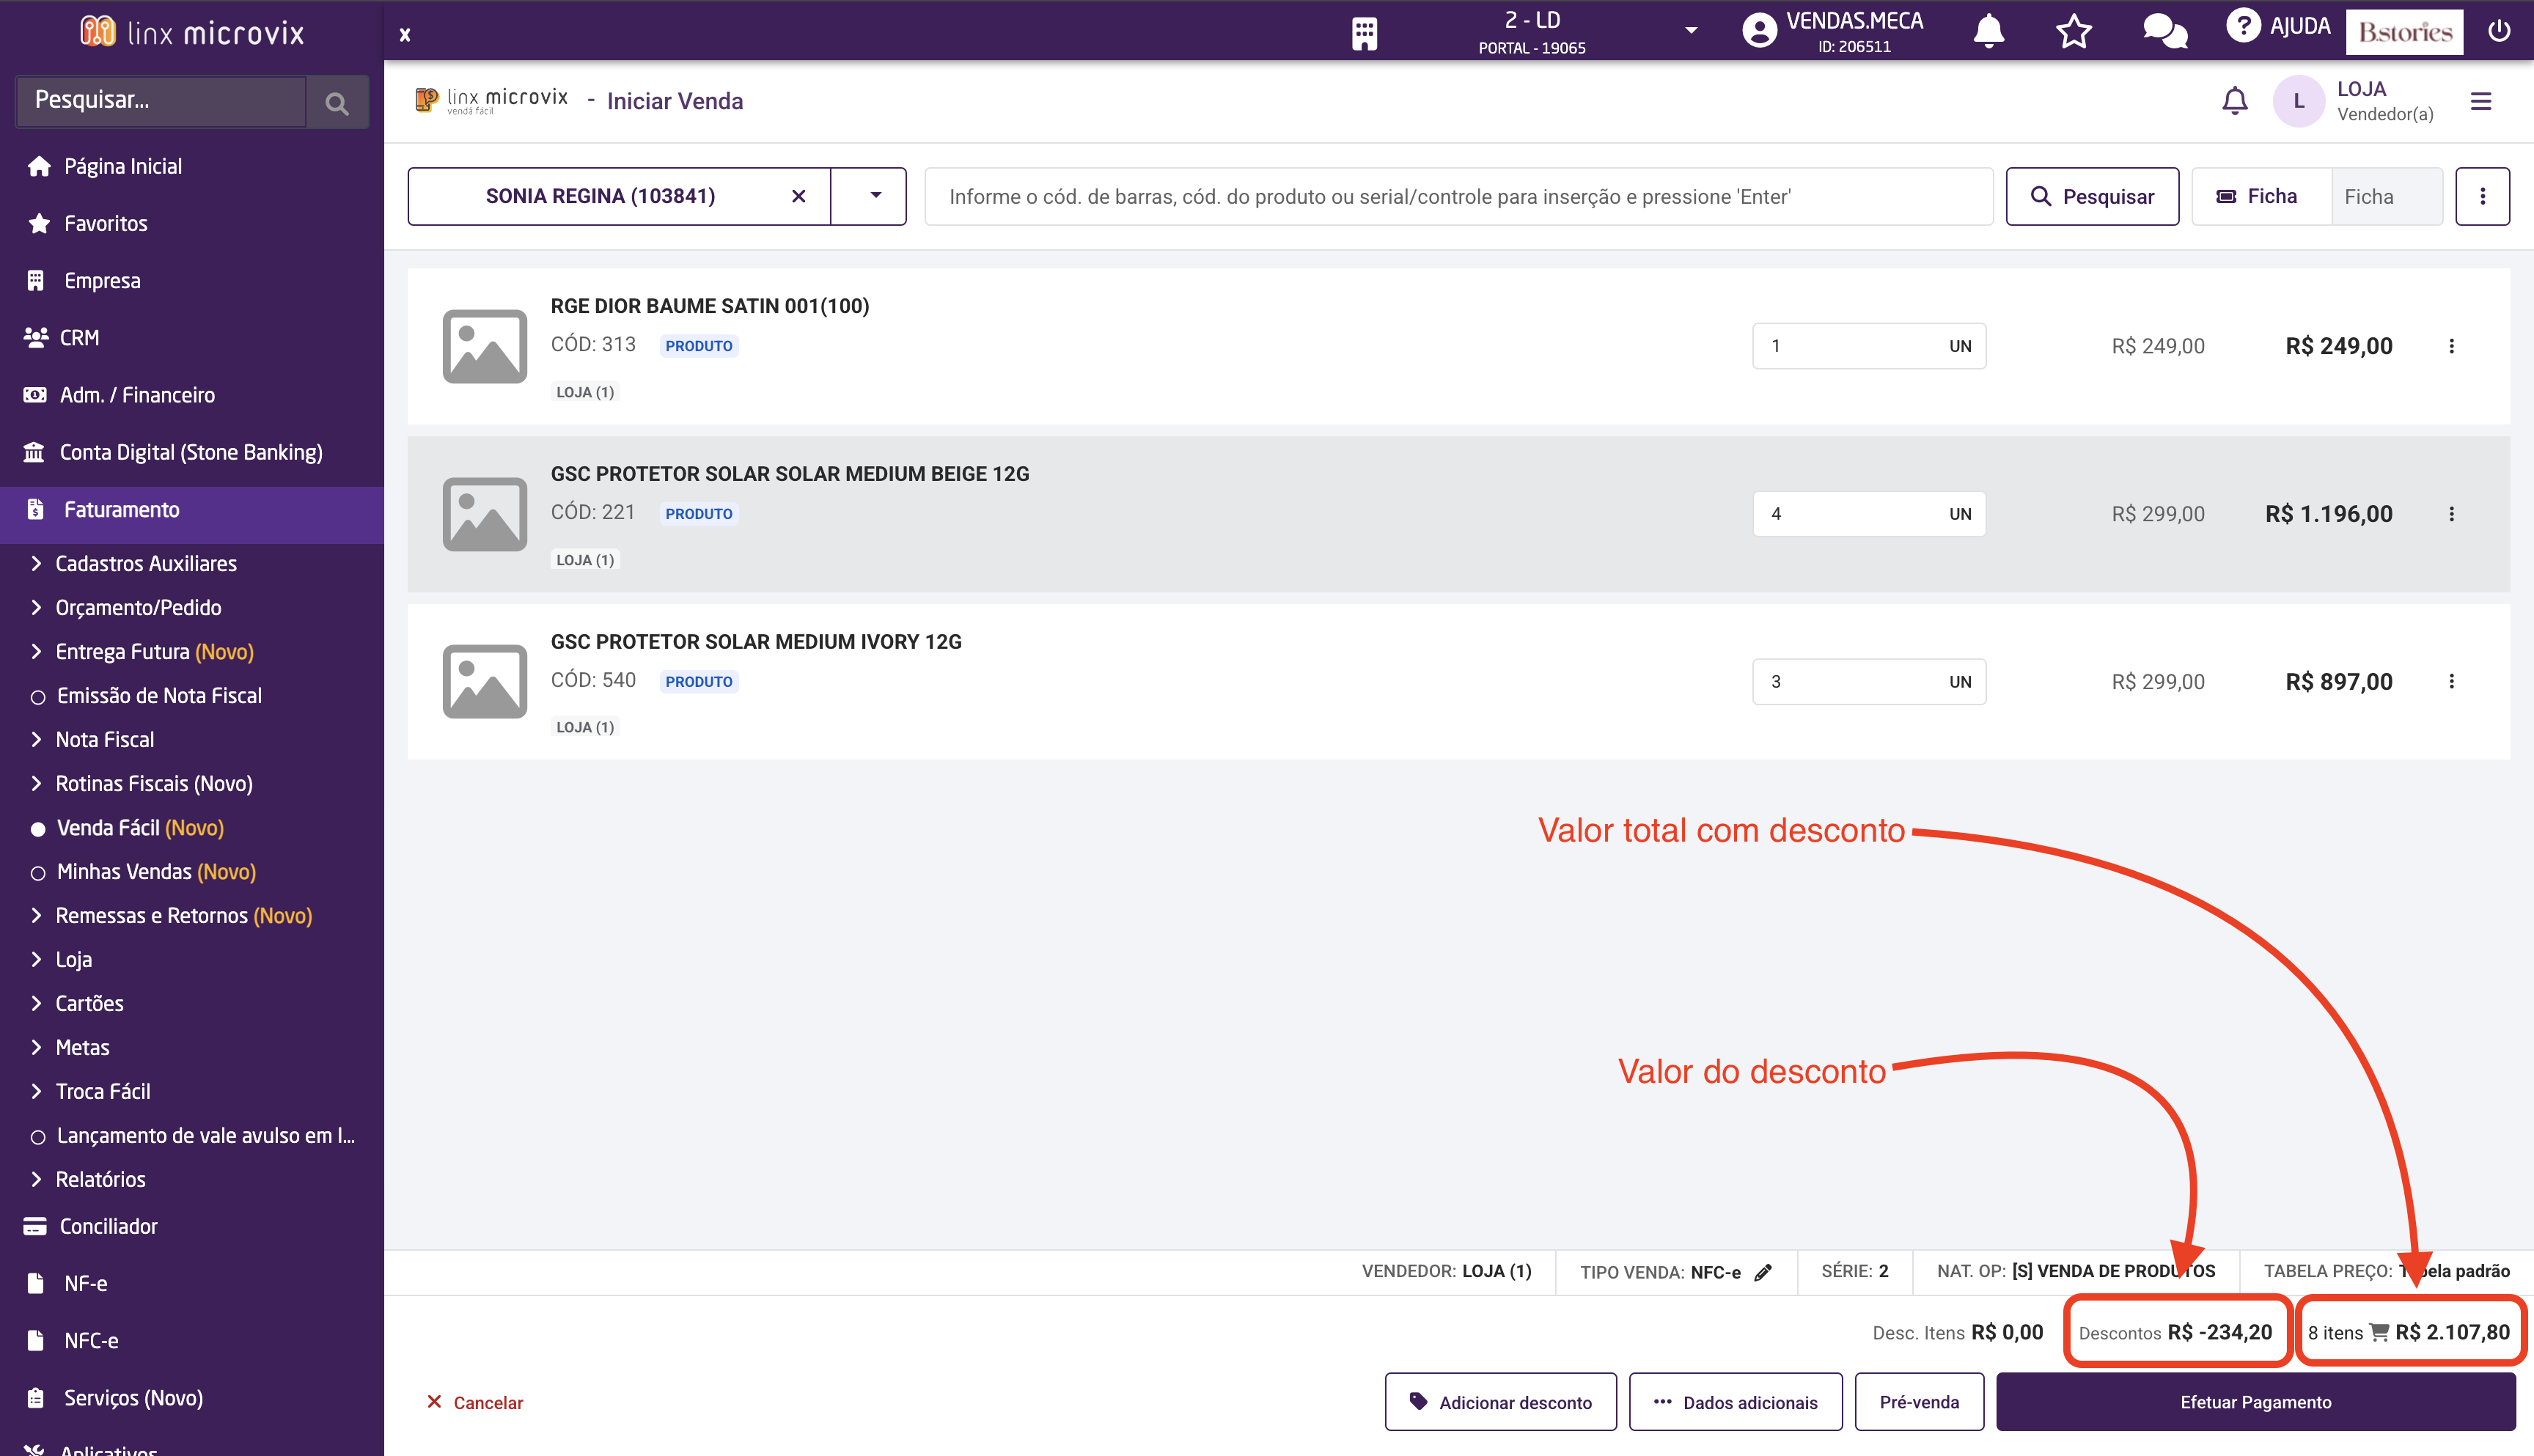 linx microvix
x
2 - LD
PORTAL - 19065
VENDAS.MECA
ID: 206511
? AJUDA
B.stories
Pesquisar...
linx microvix
venda fácil
- Iniciar Venda
L
LOJA
Vendedor(a)
SONIA REGINA (103841)
Informe o cód. de barras, cód. do produto ou serial/controle para inserção e pressione 'Enter'
Pesquisar
Ficha
Ficha
Página Inicial
Favoritos
Empresa
CRM
Adm. / Financeiro
Conta Digital (Stone Banking)
Faturamento
Cadastros Auxiliares
Orçamento/Pedido
Entrega Futura (Novo)
Emissão de Nota Fiscal
Nota Fiscal
Rotinas Fiscais (Novo)
Venda Fácil (Novo)
Minhas Vendas (Novo)
Remessas e Retornos (Novo)
Loja
Cartões
Metas
Troca Fácil
Lançamento de vale avulso em l...
Relatórios
Conciliador
NF-e
NFC-e
Serviços (Novo)
Aplicativos
RGE DIOR BAUME SATIN 001(100)
CÓD: 313 PRODUTO
LOJA (1)
1 UN R$ 249,00 R$ 249,00
GSC PROTETOR SOLAR SOLAR MEDIUM BEIGE 12G
CÓD: 221 PRODUTO
LOJA (1)
4 UN R$ 299,00 R$ 1.196,00
GSC PROTETOR SOLAR MEDIUM IVORY 12G
CÓD: 540 PRODUTO
LOJA (1)
3 UN R$ 299,00 R$ 897,00
Valor total com desconto
Valor do desconto
VENDEDOR: LOJA (1)
TIPO VENDA: NFC-e
SÉRIE: 2
NAT. OP: [S] VENDA DE PRODUTOS
TABELA PREÇO: Tabela padrão
Desc. Itens R$ 0,00
Descontos R$ -234,20
8 itens R$ 2.107,80
Cancelar
Adicionar desconto
Dados adicionais
Pré-venda
Efetuar Pagamento